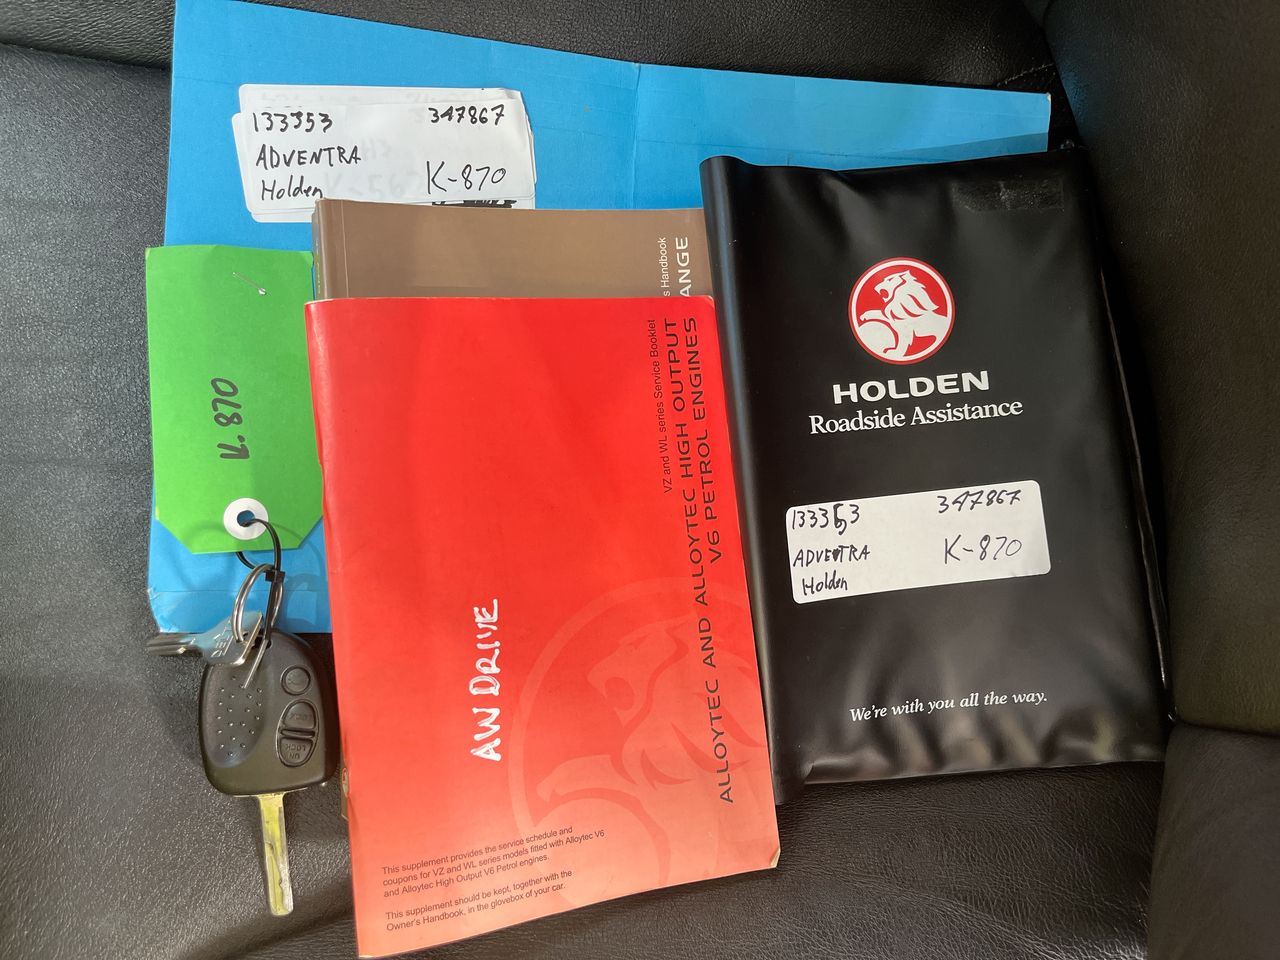 133353
347867
ADVENTRA
Holden
K-870
K.870
s Handbook
ANGE
VZ and WL series Service Booklet
ALLOYTEC AND ALLOYTEC HIGH OUTPUT
V6 PETROL ENGINES
AW DRIVE
This supplement provides the service schedule and
coupons for VZ and WL series models fitted with Alloytec V6
and Alloytec High Output V6 Petrol engines.
This supplement should be kept, together with the
Owner's Handbook, in the glovebox of your car.
HOLDEN
Roadside Assistance
133353
347867
ADVENTRA
K-870
Holden
We're with you all the way.
LOCK
UN
LOCK